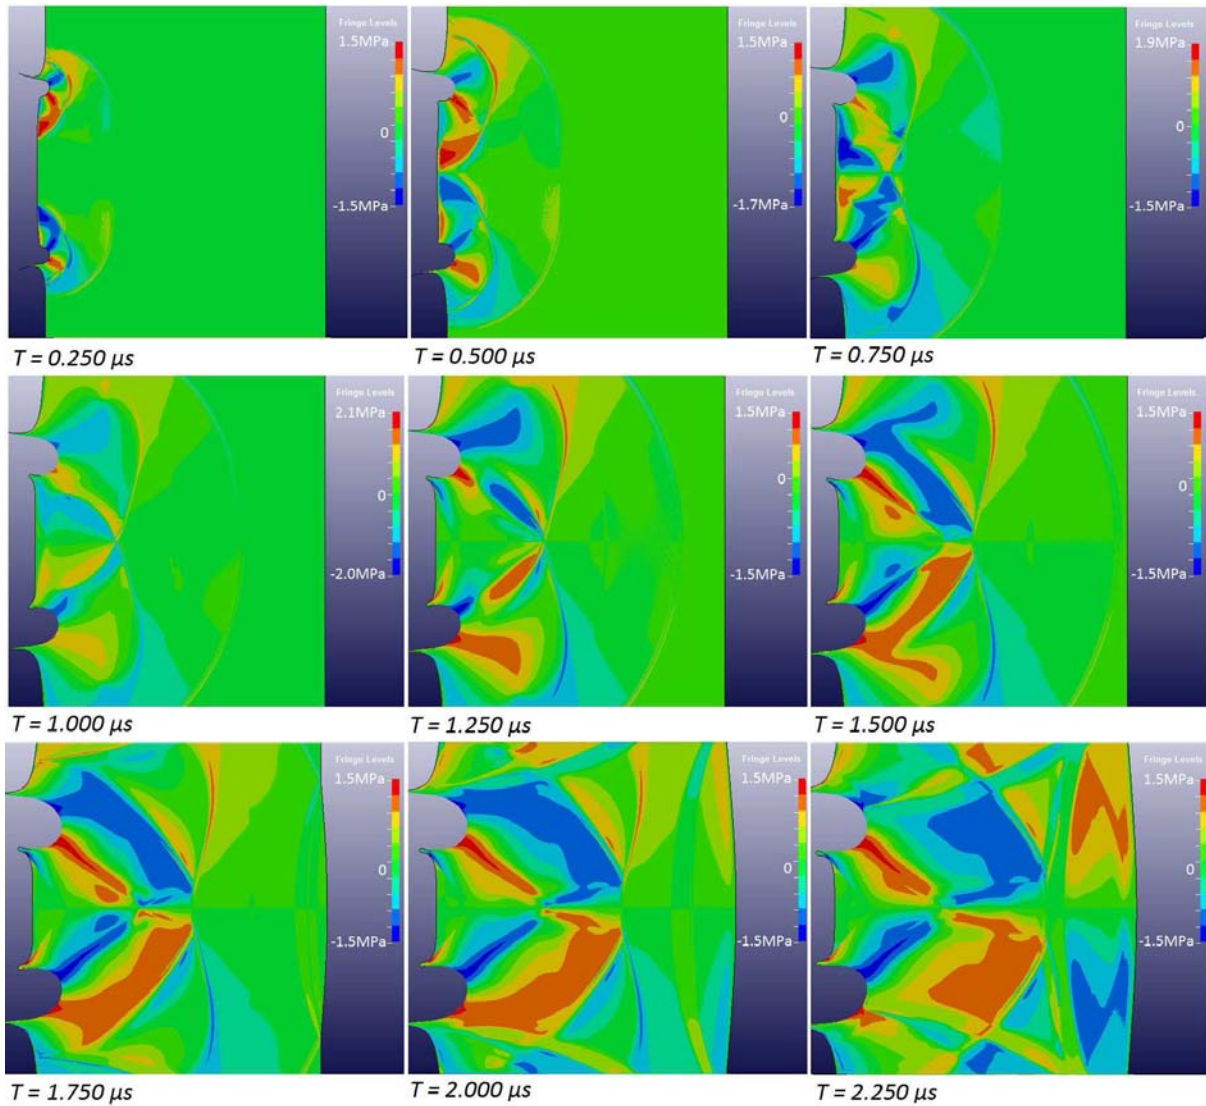 Fringe Levels
1.5MPa
0
-1.5MPa
T = 0.250 µs
Fringe Levels
1.5MPa
0
-1.7MPa
T = 0.500 µs
Fringe Levels
1.9MPa
0
-1.5MPa
T = 0.750 µs
Fringe Levels
2.1MPa
0
-2.0MPa
T = 1.000 µs
Fringe Levels
1.5MPa
0
-1.5MPa
T = 1.250 µs
Fringe Levels
1.5MPa
0
-1.5MPa
T = 1.500 µs
Fringe Levels
1.5MPa
0
-1.5MPa
T = 1.750 µs
Fringe Levels
1.5MPa
0
-1.5MPa
T = 2.000 µs
Fringe Levels
1.5MPa
0
-1.5MPa
T = 2.250 µs